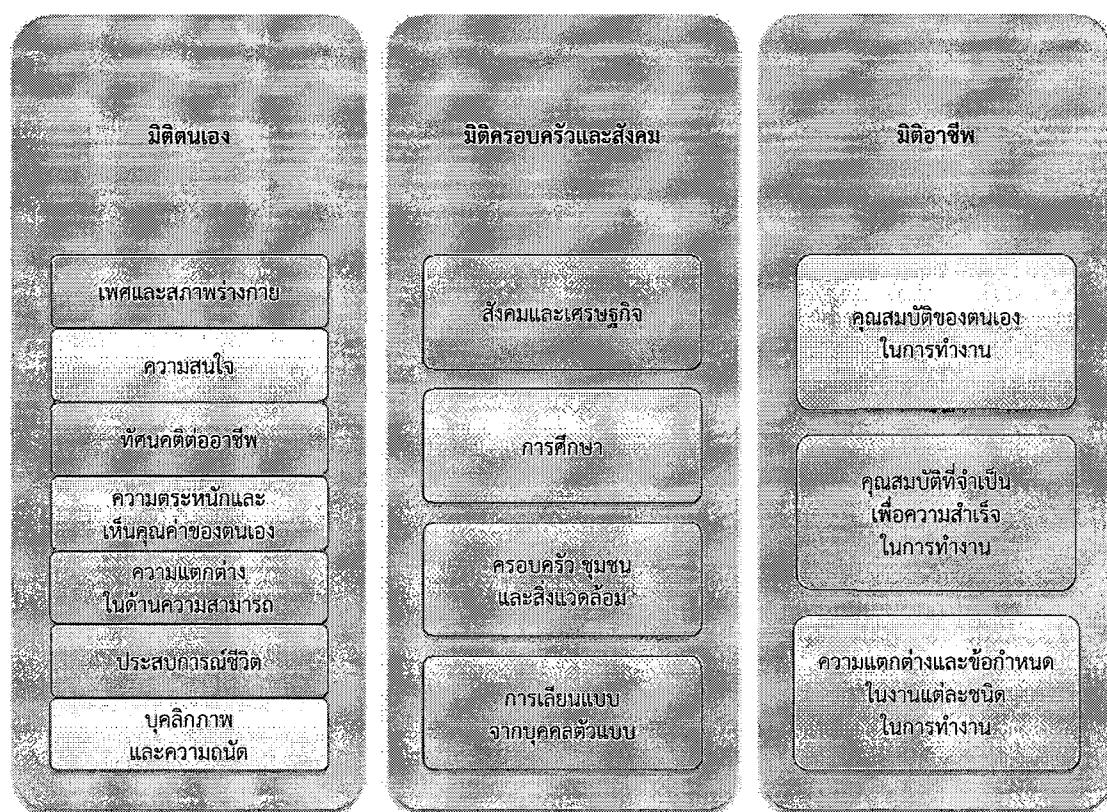 มิติตนเอง
เพศและสภาพร่างกาย
ความสนใจ
ทัศนคติต่ออาชีพ
ความตระหนักและ
เห็นคุณค่าของตนเอง
ความแตกต่าง
ในด้านความสามารถ
ประสบการณ์ชีวิต
บุคลิกภาพ
และความถนัด
มิติครอบครัวและสังคม
สังคมและเศรษฐกิจ
การศึกษา
ครอบครัว ชุมชน
และสิ่งแวดล้อม
การเลียนแบบ
จากบุคคลตัวแบบ
มิติอาชีพ
คุณสมบัติของตนเอง
ในการทำงาน
คุณสมบัติที่จำเป็น
เพื่อความสำเร็จ
ในการทำงาน
ความแตกต่างและข้อกำหนด
ในงานแต่ละชนิด
ในการทำงาน